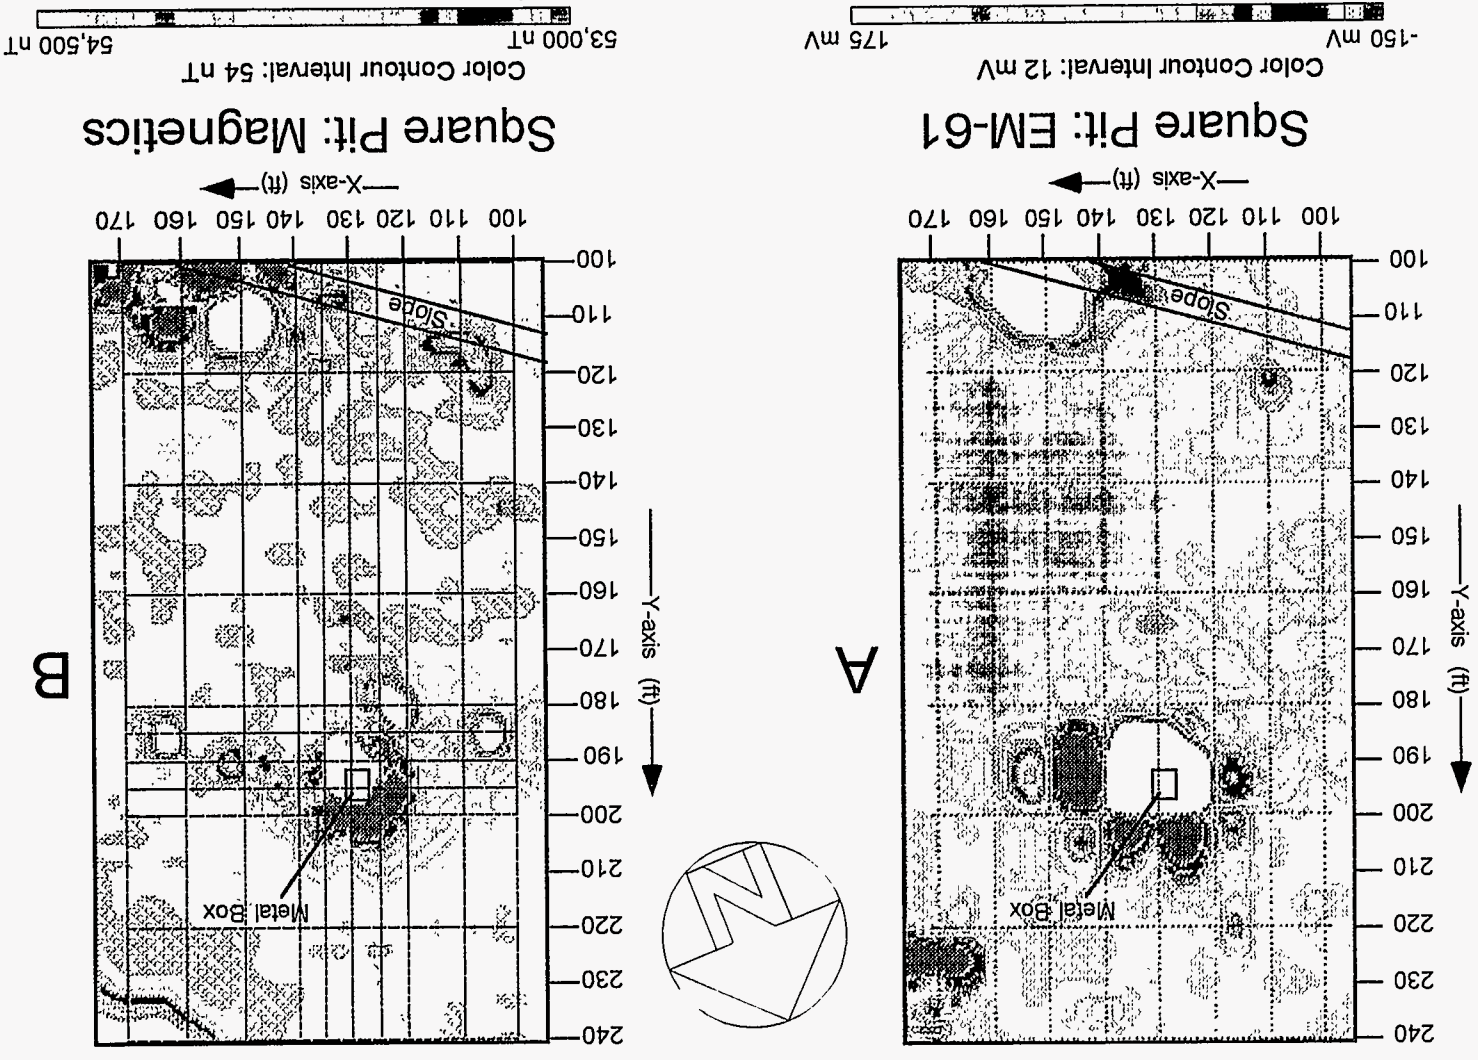 240
230
220
210
200
190
180
170
160
150
140
130
120
110
100
Y-axis (ft)
Metal Box
Slope
A
100 110 120 130 140 150 160 170
X-axis (ft)
Square Pit: EM-61
Color Contour Interval: 12 mV
-150 mV
175 mV
N
240
230
220
210
200
190
180
170
160
150
140
130
120
110
100
Y-axis (ft)
Metal Box
Slope
B
100 110 120 130 140 150 160 170
X-axis (ft)
Square Pit: Magnetics
Color Contour Interval: 54 nT
53,000 nT
54,500 nT